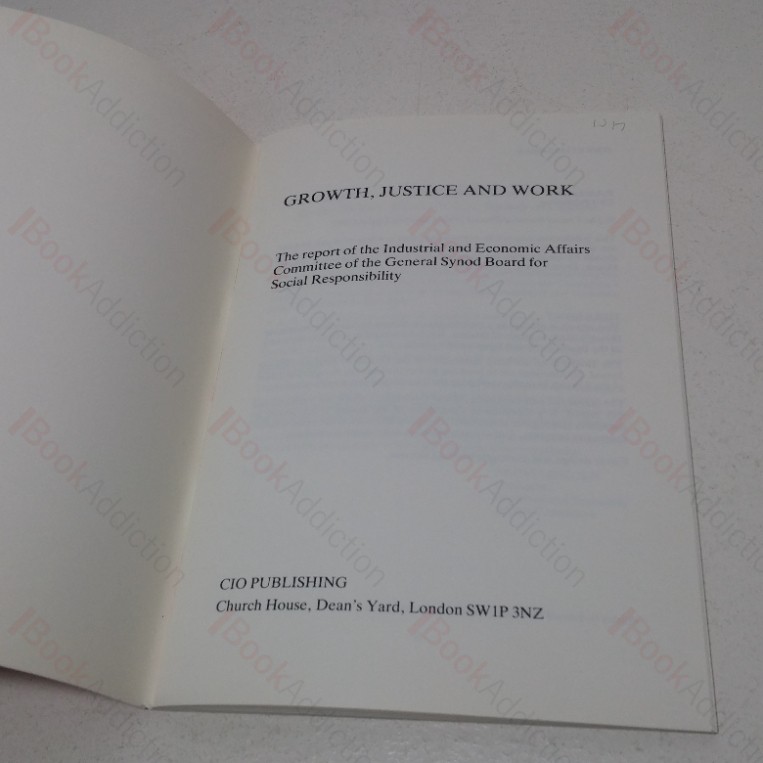 GROWTH, JUSTICE AND WORK
The report of the Industrial and Economic Affairs
Committee of the General Synod Board for
Social Responsibility
CIO PUBLISHING
Church House, Dean's Yard, London SW1P 3NZ
BookAddiction